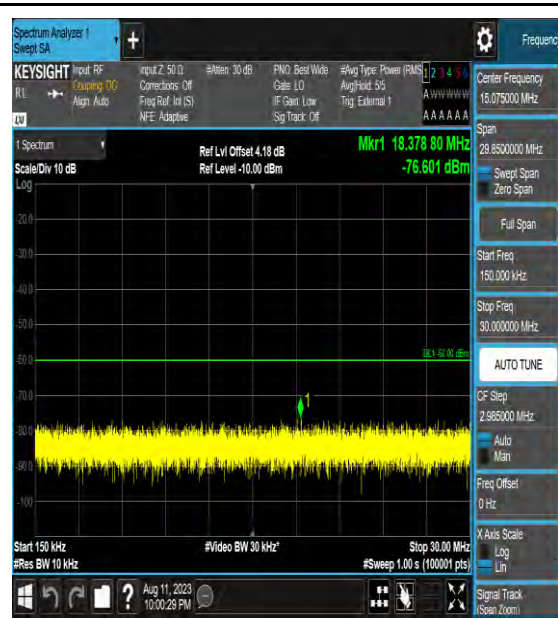 Spectrum Analyzer 1
Swept SA
Frequenc
KEYSIGHT
RL
Input: RF
Coupling: DC
Align: Auto
Input Z: 50 Ω
Corrections: Off
Freq Ref: Int (S)
NFE: Adaptive
#Atten: 30 dB
PNO: Best Wide
Gate: LO
IF Gain: Low
Sig Track: Off
#Avg Type: Power (RMS
Avg|Hold: 5/5
Trig: External 1
1 2 3 4 5 6
A W W W W W
A A A A A A
LW
1 Spectrum
Scale/Div 10 dB
Ref Lvl Offset 4.18 dB
Ref Level -10.00 dBm
Mkr1 18.378 80 MHz
-76.601 dBm
Log
-20.0
-30.0
-40.0
-50.0
-60.0
-70.0
-80.0
-90.0
-100
DL1 -60.00 dBm
1
Start 150 kHz
#Res BW 10 kHz
#Video BW 30 kHz*
Stop 30.00 MHz
#Sweep 1.00 s (100001 pts)
Aug 11, 2023
10:00:29 PM
Center Frequency
15.075000 MHz
Span
29.8500000 MHz
Swept Span
Zero Span
Full Span
Start Freq
150.000 kHz
Stop Freq
30.000000 MHz
AUTO TUNE
CF Step
2.985000 MHz
Auto
Man
Freq Offset
0 Hz
X Axis Scale
Log
Lin
Signal Track
(Span Zoom)